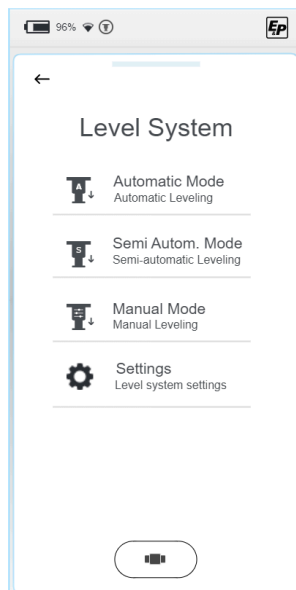 96%
EP
Level System
A
Automatic Mode
Automatic Leveling
S
Semi Autom. Mode
Semi-automatic Leveling
Manual Mode
Manual Leveling
Settings
Level system settings